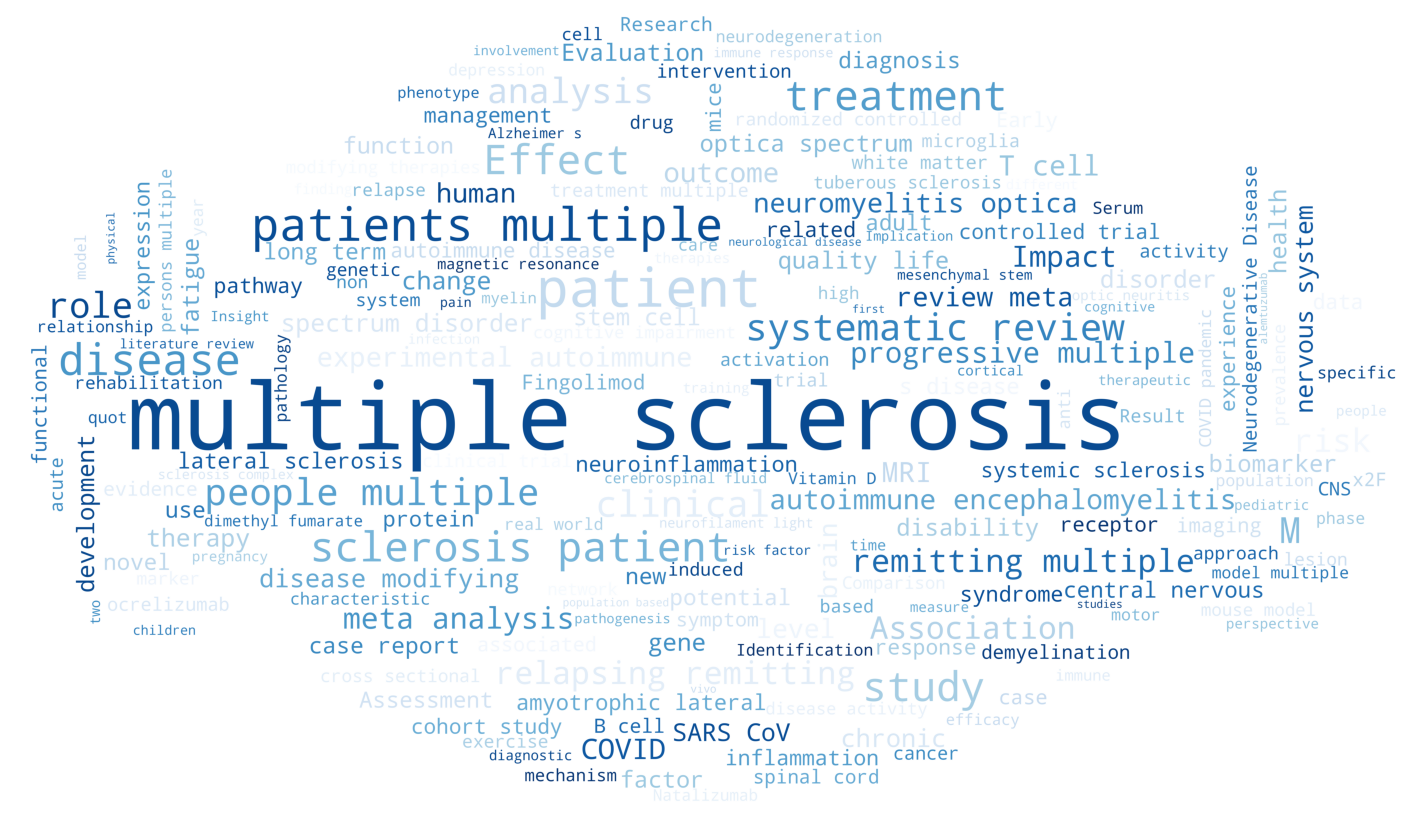 Research
cell
neurodegeneration
involvement
Evaluation
immune response
diagnosis
depression
intervention
phenotype
analysis
mice
treatment
management
drug
randomized controlled
Early
Alzheimer s
function
Effect
optica spectrum
microglia
modifying therapies
outcome
white matter
T cell
finding
relapse
human
treatment multiple
tuberous sclerosis
patients multiple
neuromyelitis optica
Serum
related
adult
Implication
controlled trial
long term
autoimmune disease
care
neurological disease
quality life
Impact
activity
health
physical
model
expression
persons multiple
year
fatigue
genetic
magnetic resonance
therapies
mesenchymal stem
disorder
pathway
non
change
system
pain
myelin
patient
high
first
review meta
optic neuritis
cognitive
data
role
relationship
Insight
spectrum disorder
stem cell
cognitive impairment
systematic review
literature review
infection
disease
experimental autoimmune
activation
progressive multiple
cortical
rehabilitation
pathology
Fingolimod
training
trial
s disease
therapeutic
COVID pandemic
experience
Neurodegenerative Disease
alemtuzumab
prevalence
nervous system
specific
functional
quot
multiple sclerosis
anti
Result
people
risk
lateral sclerosis
clinical trial
neuroinflammation
systemic sclerosis
biomarker
acute
development
sclerosis complex
cerebrospinal fluid
Vitamin D
MRI
population
x2F
evidence
people multiple
clinical
autoimmune encephalomyelitis
CNS
pediatric
use
dimethyl fumarate
protein
real world
neurofilament light
brain
disability
receptor
imaging
M
phase
therapy
sclerosis patient
risk factor
time
novel
pregnancy
remitting multiple
approach
lesion
marker
disease modifying
new
induced
Comparison
model multiple
network
syndrome
central nervous
two
ocrelizumab
characteristic
population based
potential
based
measure
studies
mouse model
children
meta analysis
pathogenesis
symptom
level
Association
motor
perspective
case report
associated
gene
Identification
response
demyelination
cross sectional
relapsing remitting
immune
Assessment
amyotrophic lateral
vivo
disease activity
study
case
efficacy
cohort study
B cell
SARS CoV
exercise
chronic
diagnostic
COVID
inflammation
cancer
mechanism
factor
spinal cord
Natalizumab